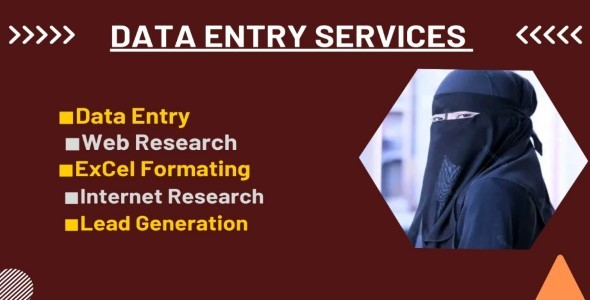 DATA ENTRY SERVICES
Data Entry
Web Research
ExCel Formating
Internet Research
Lead Generation